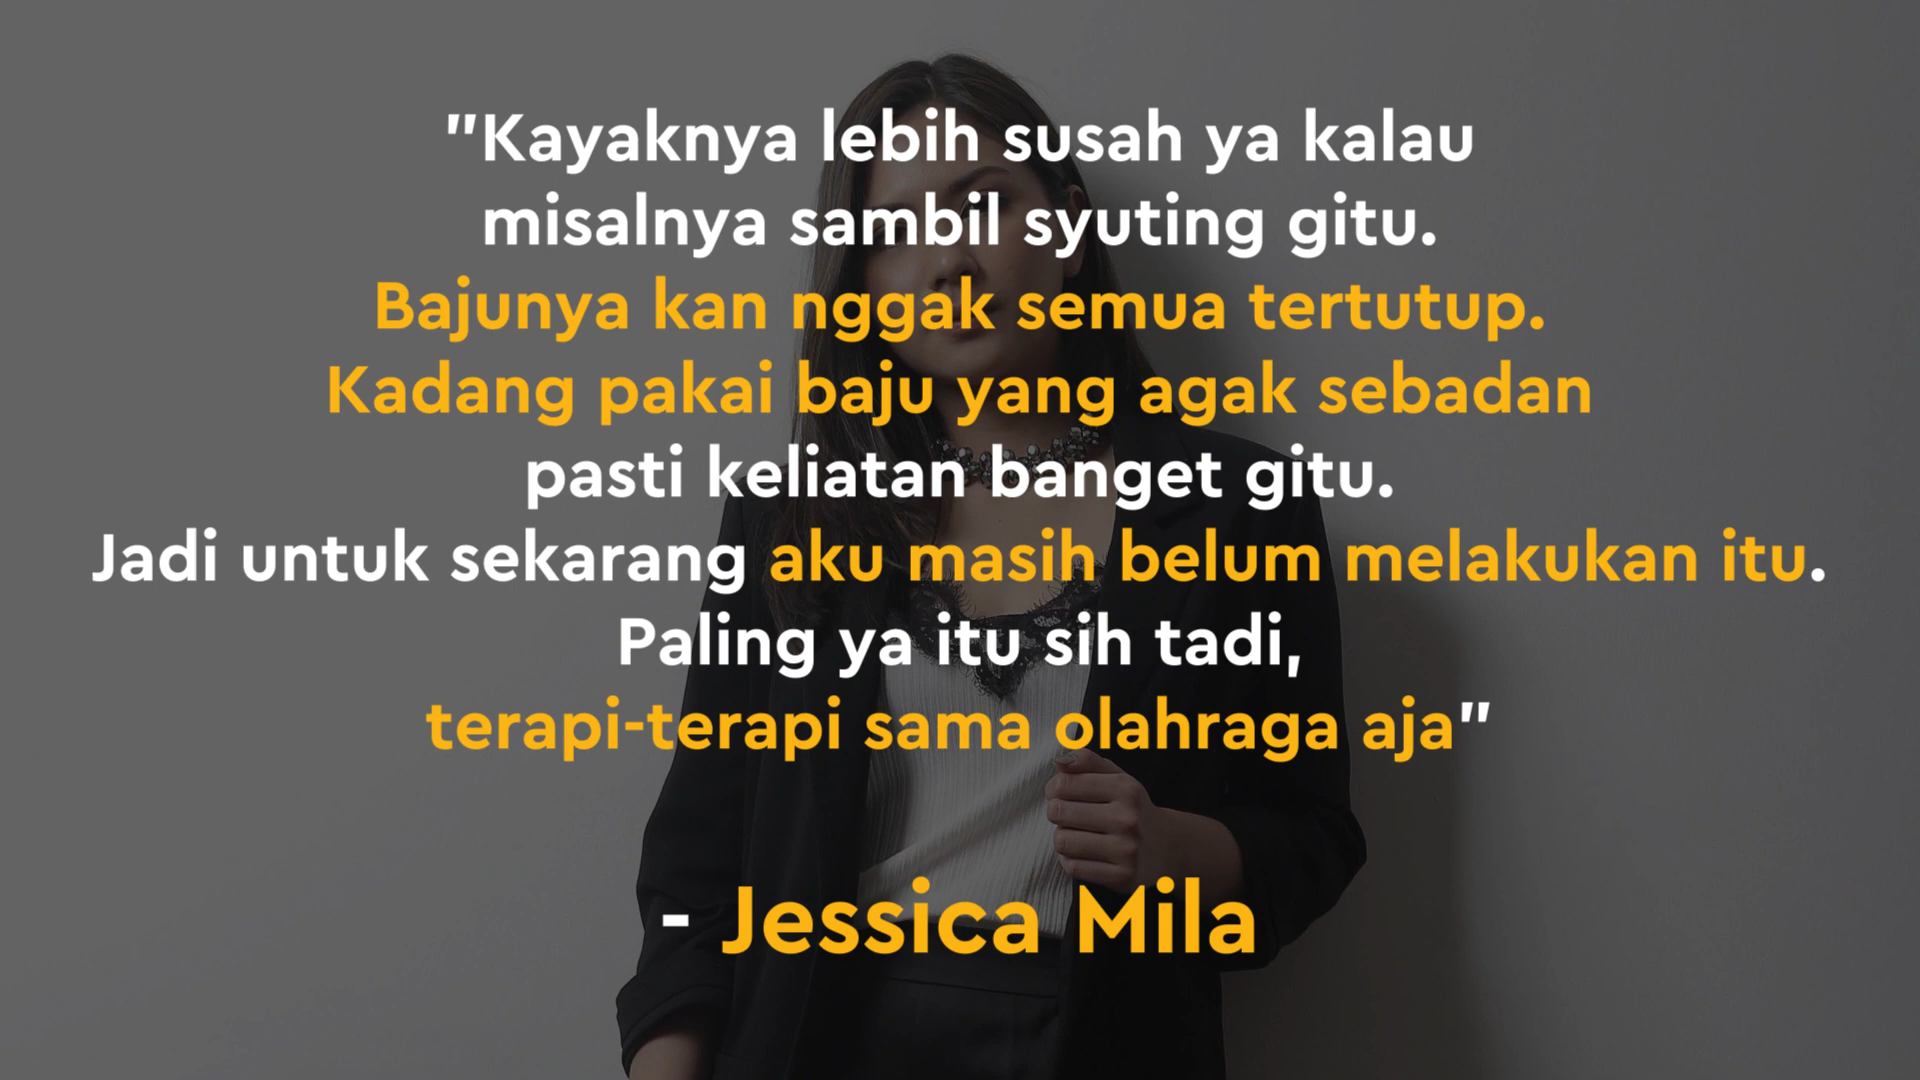 "Kayaknya lebih susah ya kalau
misalnya sambil syuting gitu.
Bajunya kan nggak semua tertutup.
Kadang pakai baju yang agak sebadan
pasti keliatan banget gitu.
Jadi untuk sekarang aku masih belum melakukan itu.
Paling ya itu sih tadi,
terapi-terapi sama olahraga aja"
- Jessica Mila